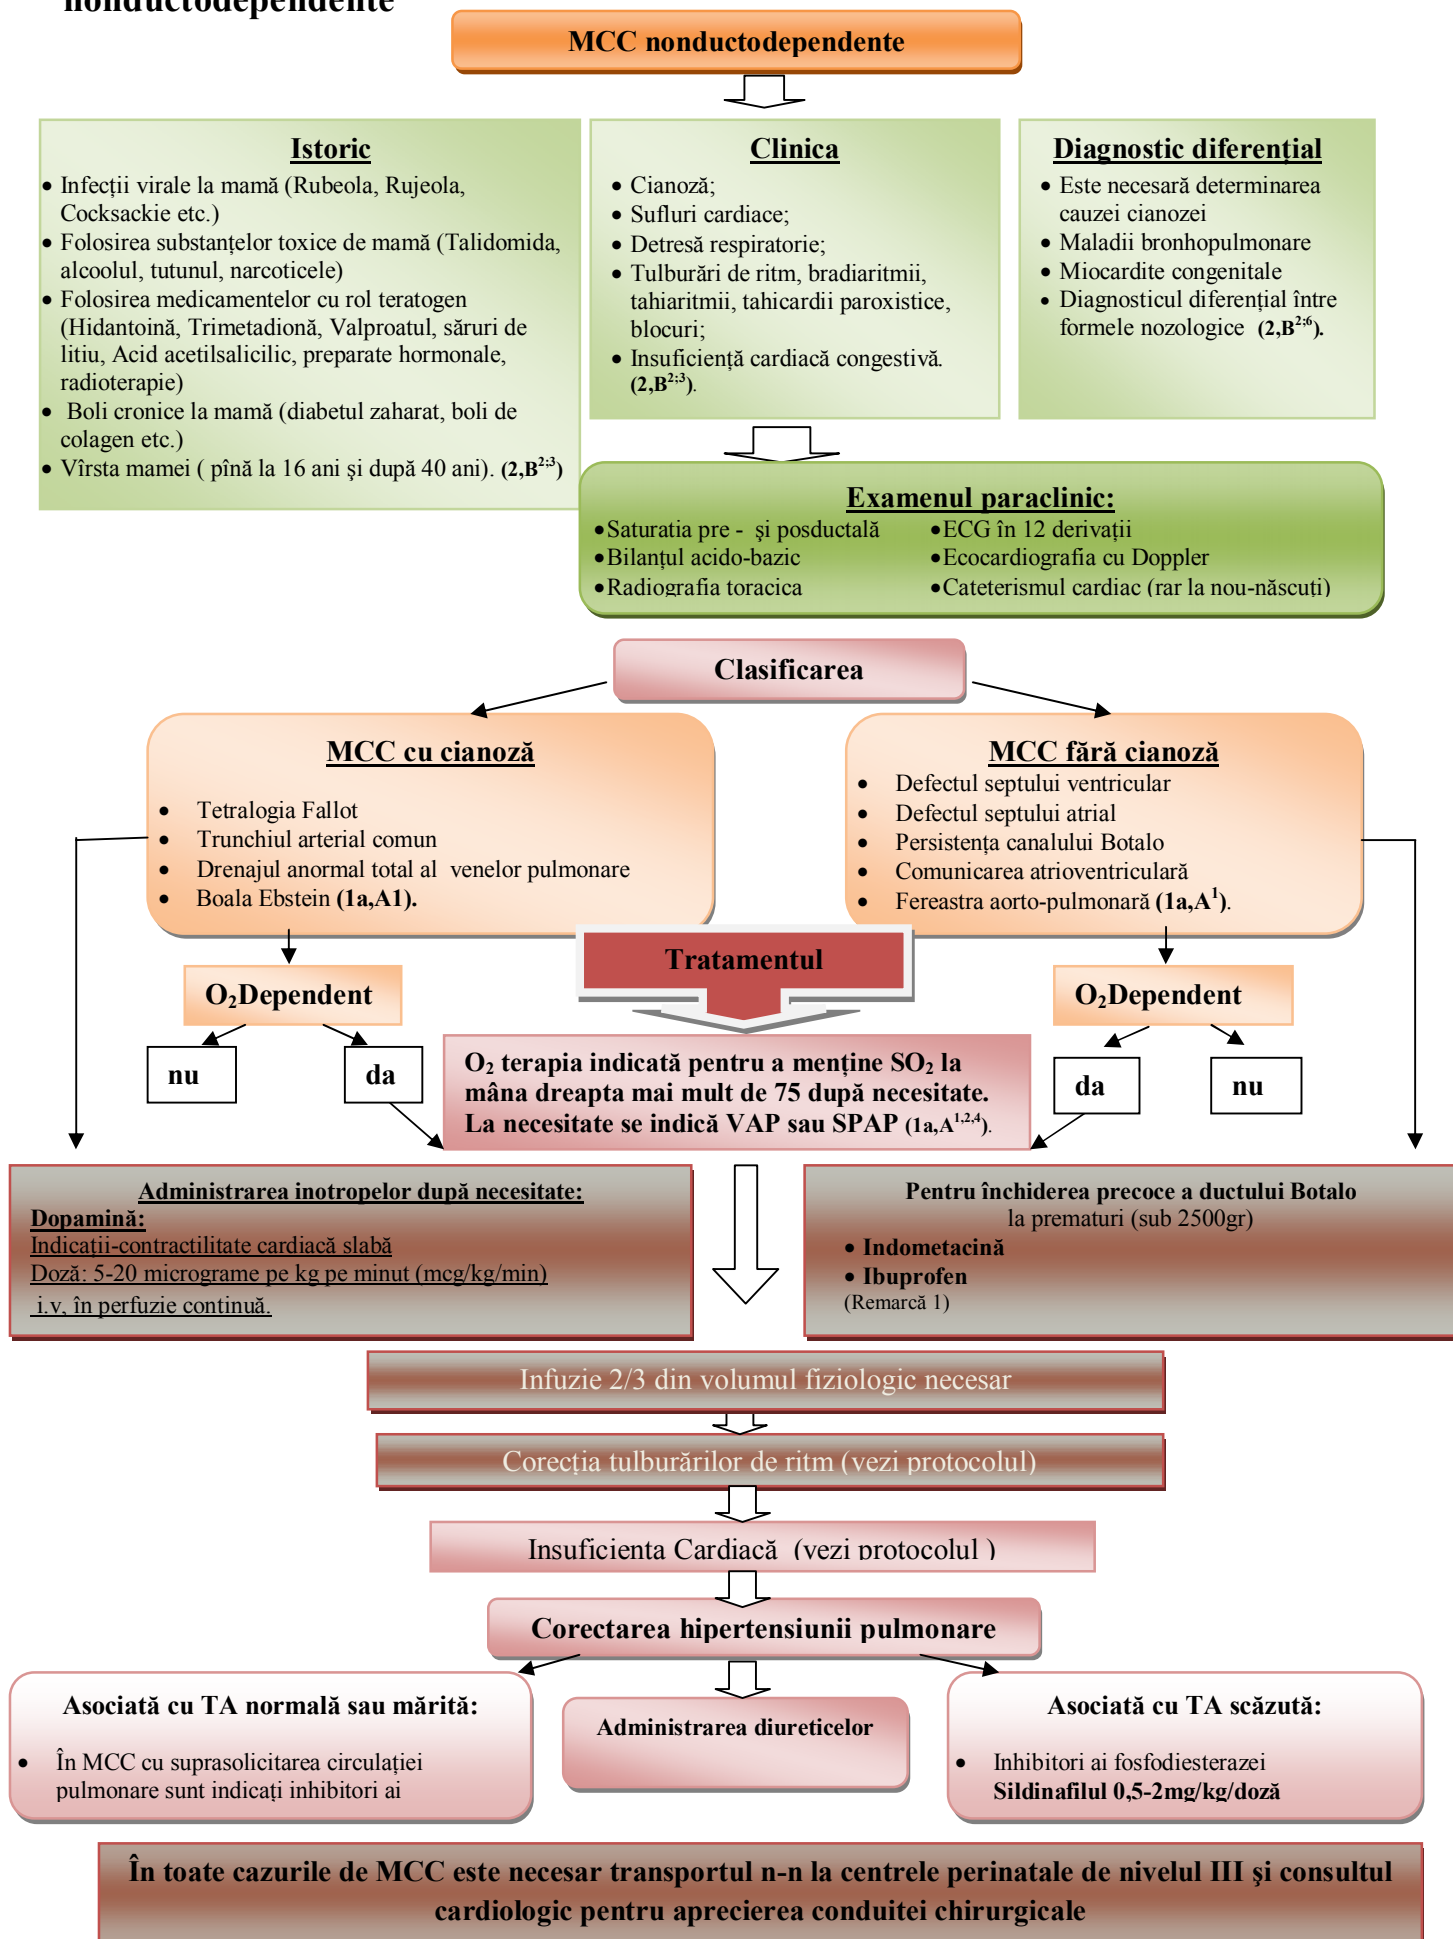 nonductodependente
MCC nonductodependente
Istoric
• Infecții virale la mamă (Rubeola, Rujeola,
Cocksackie etc.)
• Folosirea substanțelor toxice de mamă (Talidomida,
alcoolul, tutunul, narcoticele)
• Folosirea medicamentelor cu rol teratogen
(Hidantoină, Trimetadionă, Valproatul, săruri de
litiu, Acid acetilsalicilic, preparate hormonale,
radioterapie)
• Boli cronice la mamă (diabetul zaharat, boli de
colagen etc.)
• Vîrsta mamei ( pînă la 16 ani şi după 40 ani). (2,B2;3)
Clinica
• Cianoză;
• Sufluri cardiace;
• Detresă respiratorie;
• Tulburări de ritm, bradiaritmii,
tahiaritmii, tahicardii paroxistice,
blocuri;
• Insuficiență cardiacă congestivă.
(2,B2;3).
Diagnostic diferențial
• Este necesară determinarea
cauzei cianozei
• Maladii bronhopulmonare
• Miocardite congenitale
• Diagnosticul diferențial între
formele nozologice (2,B2;6).
Examenul paraclinic:
• Saturatia pre - şi posductală
• Bilanțul acido-bazic
• Radiografia toracica
• ECG în 12 derivații
• Ecocardiografia cu Doppler
• Cateterismul cardiac (rar la nou-născuți)
Clasificarea
MCC cu cianoză
• Tetralogia Fallot
• Trunchiul arterial comun
• Drenajul anormal total al venelor pulmonare
• Boala Ebstein (1a,A1).
MCC fără cianoză
• Defectul septului ventricular
• Defectul septului atrial
• Persistența canalului Botalo
• Comunicarea atrioventriculară
• Fereastra aorto-pulmonară (1a,A1).
Tratamentul
O2Dependent
nu
da
O2 terapia indicată pentru a menține SO2 la
mâna dreapta mai mult de 75 după necesitate.
La necesitate se indică VAP sau SPAP (1a,A1,2,4).
O2Dependent
da
nu
Administrarea inotropelor după necesitate:
Dopamină:
Indicații-contractilitate cardiacă slabă
Doză: 5-20 micrograme pe kg pe minut (mcg/kg/min)
i.v, în perfuzie continuă.
Pentru închiderea precoce a ductului Botalo
la prematuri (sub 2500gr)
• Indometacină
• Ibuprofen
(Remarcă 1)
Infuzie 2/3 din volumul fiziologic necesar
Corecția tulburărilor de ritm (vezi protocolul)
Insuficienta Cardiacă (vezi protocolul )
Corectarea hipertensiunii pulmonare
Asociată cu TA normală sau mărită:
• În MCC cu suprasolicitarea circulației
pulmonare sunt indicați inhibitori ai
Administrarea diureticelor
Asociată cu TA scăzută:
• Inhibitori ai fosfodiesterazei
Sildinafilul 0,5-2mg/kg/doză
În toate cazurile de MCC este necesar transportul n-n la centrele perinatale de nivelul III şi consultul
cardiologic pentru aprecierea conduitei chirurgicale